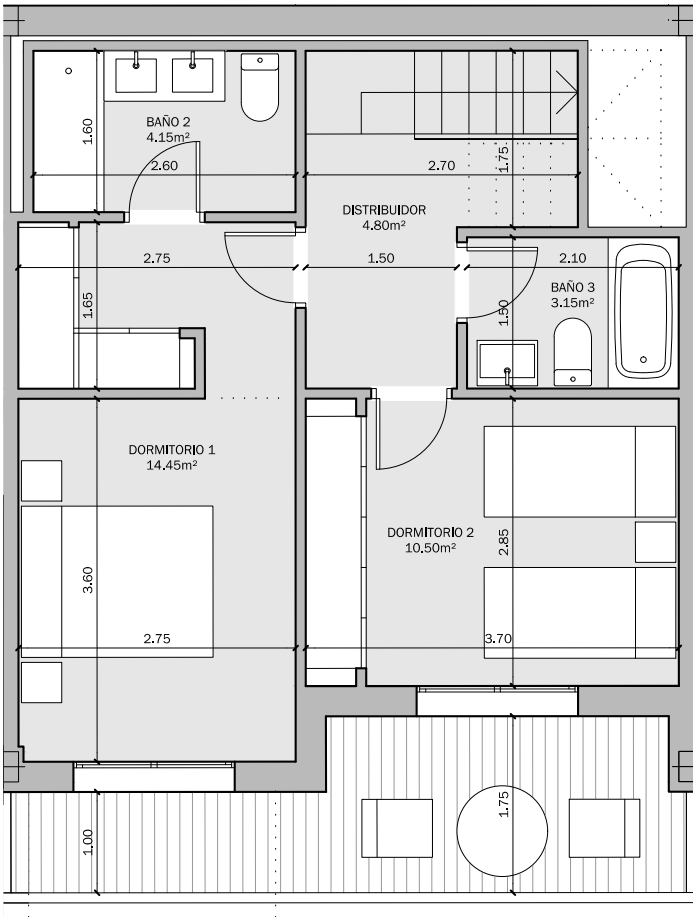 BAÑO 2
4.15m²
1.60
2.60
2.70
1.75
DISTRIBUIDOR
4.80m²
2.75
1.50
2.10
BAÑO 3
3.15m²
1.65
1.50
DORMITORIO 1
14.45m²
DORMITORIO 2
10.50m²
2.85
3.60
2.75
3.70
1.00
1.75